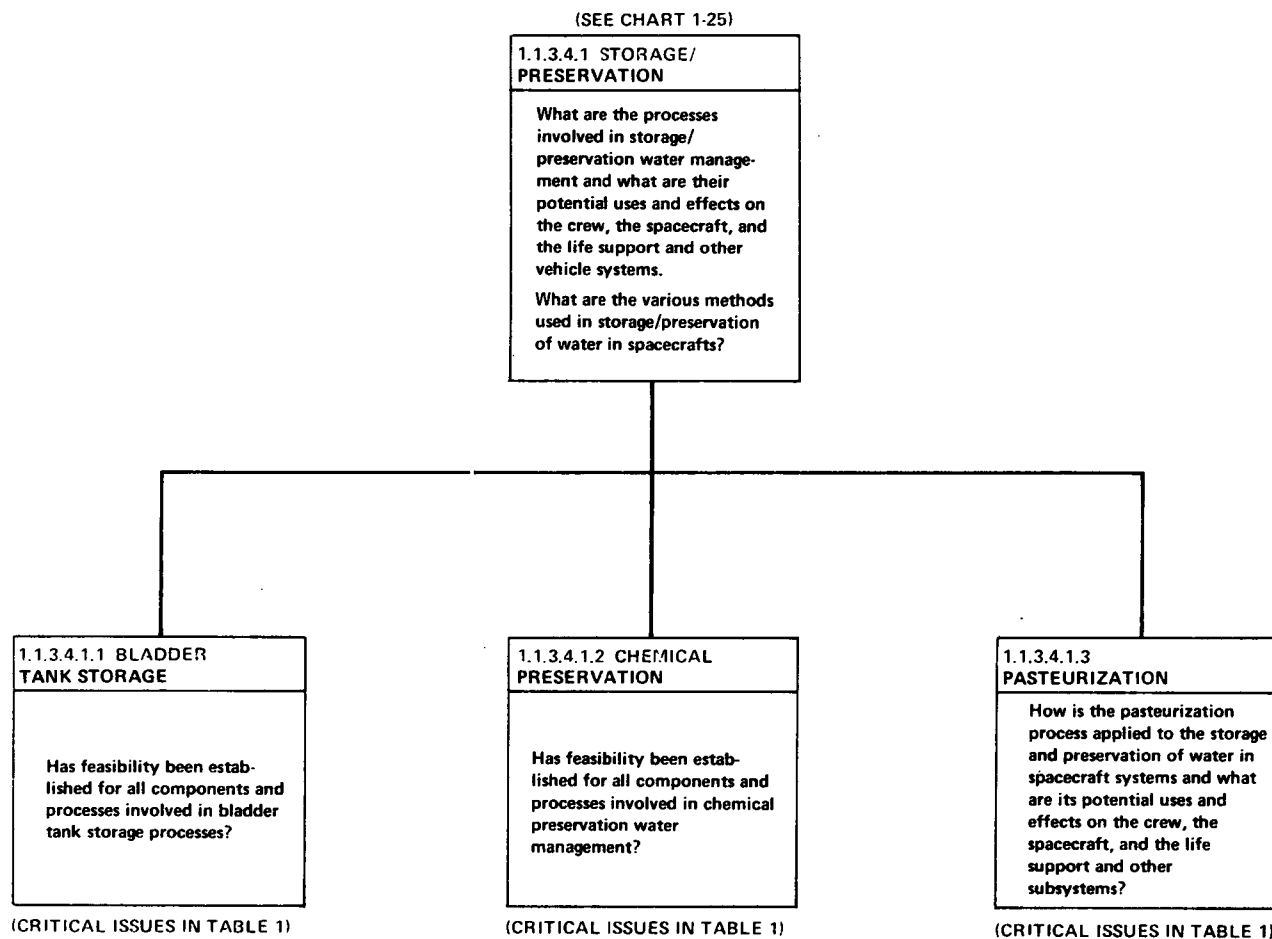 (SEE CHART 1-25)
1.1.3.4.1 STORAGE/
PRESERVATION
What are the processes
involved in storage/
preservation water manage-
ment and what are their
potential uses and effects on
the crew, the spacecraft, and
the life support and other
vehicle systems.
What are the various methods
used in storage/preservation
of water in spacecrafts?
1.1.3.4.1.1 BLADDER
TANK STORAGE
Has feasibility been estab-
lished for all components and
processes involved in bladder
tank storage processes?
(CRITICAL ISSUES IN TABLE 1)
1.1.3.4.1.2 CHEMICAL
PRESERVATION
Has feasibility been estab-
lished for all components and
processes involved in chemical
preservation water
management?
(CRITICAL ISSUES IN TABLE 1)
1.1.3.4.1.3
PASTEURIZATION
How is the pasteurization
process applied to the storage
and preservation of water in
spacecraft systems and what
are its potential uses and
effects on the crew, the
spacecraft, and the life
support and other
subsystems?
(CRITICAL ISSUES IN TABLE 1)